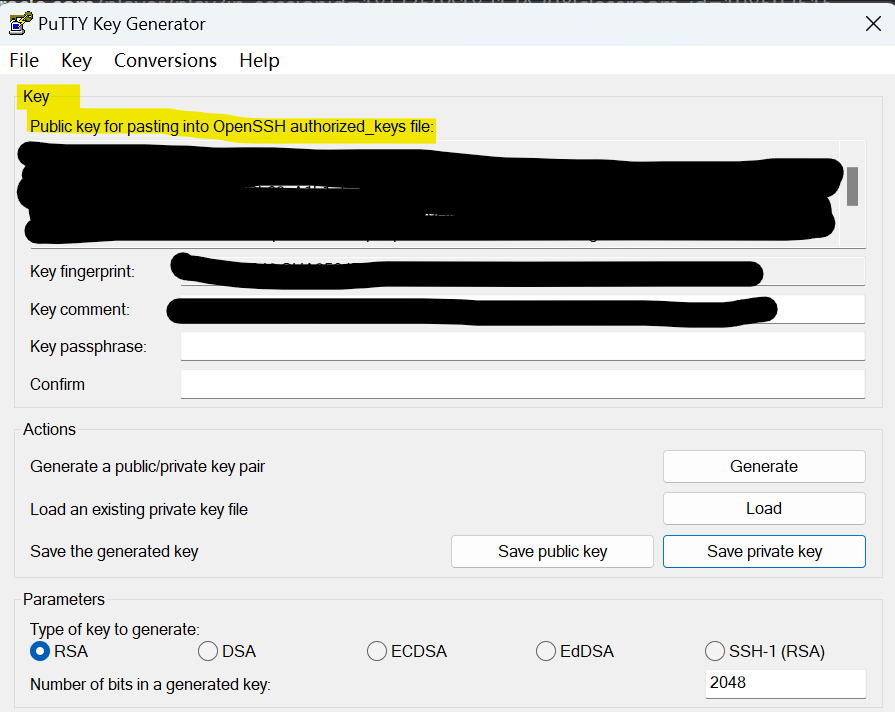 PuTTY Key Generator
File Key Conversions Help
Key
Public key for pasting into OpenSSH authorized_keys file:
Key fingerprint:
Key comment:
Key passphrase:
Confirm
Actions
Generate a public/private key pair
Generate
Load an existing private key file
Load
Save the generated key
Save public key
Save private key
Parameters
Type of key to generate:
RSA DSA ECDSA EdDSA SSH-1 (RSA)
Number of bits in a generated key:
2048